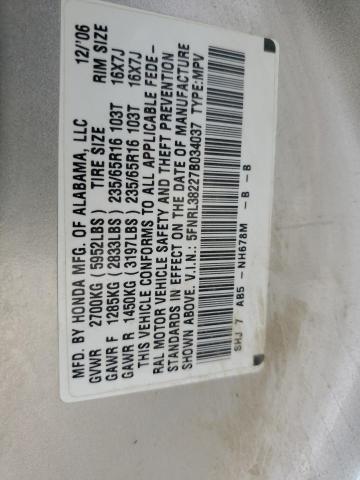 MFD. BY HONDA MFG. OF ALABAMA, LLC 12/'06
GVWR 2700KG (5952LBS) TIRE SIZE RIM SIZE
GAWR F 1285KG (2833LBS) 235/65R16 103T 16X7J
GAWR R 1450KG (3197LBS) 235/65R16 103T 16X7J
THIS VEHICLE CONFORMS TO ALL APPLICABLE FEDE-
RAL MOTOR VEHICLE SAFETY AND THEFT PREVENTION
STANDARDS IN EFFECT ON THE DATE OF MANUFACTURE
SHOWN ABOVE. V.I.N.: 5FNRL38227B034037 TYPE:MPV
SHJ 7 AB5 -NH678M -B -B